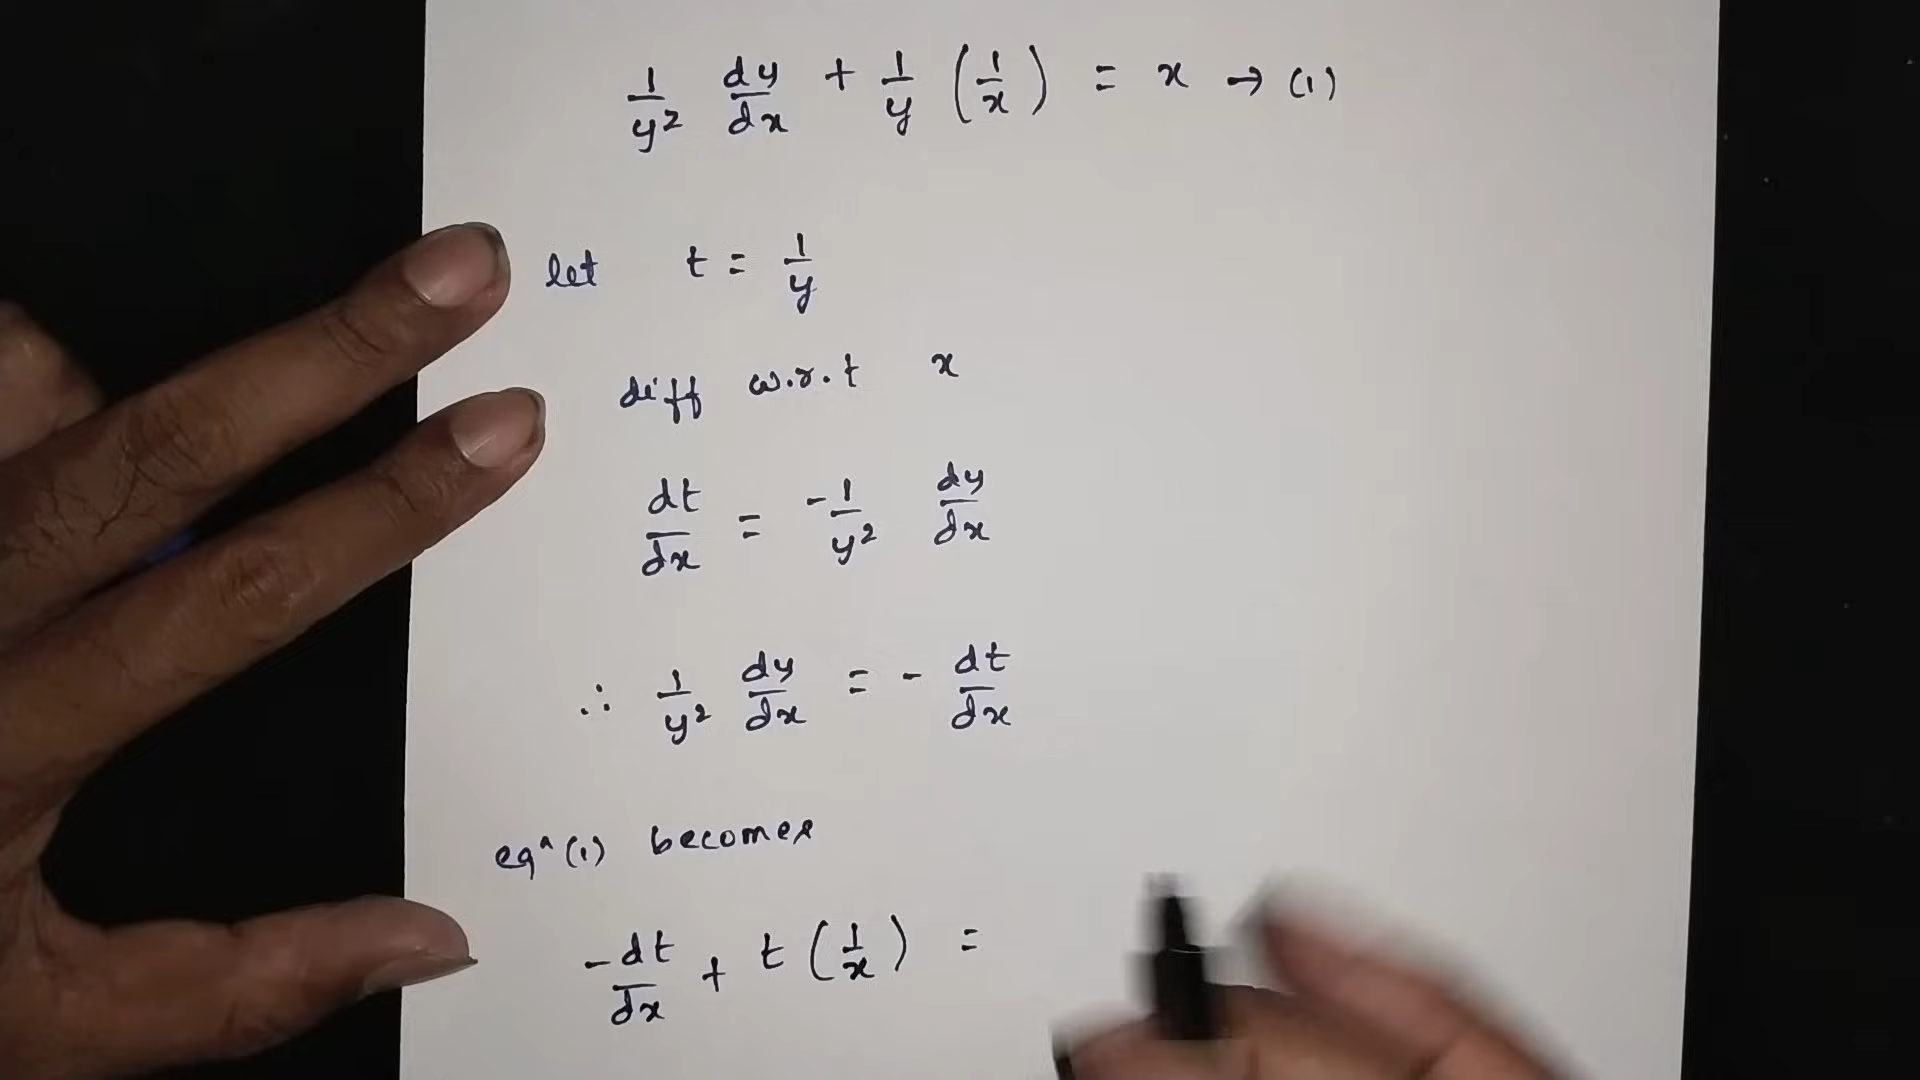 1/y² dy/dx + 1/y (1/x) = x → (1)
let t = 1/y
diff w.r.t x
dt/dx = -1/y² dy/dx
∴ 1/y² dy/dx = - dt/dx
eqⁿ (1) becomes
-dt/dx + t (1/x) =